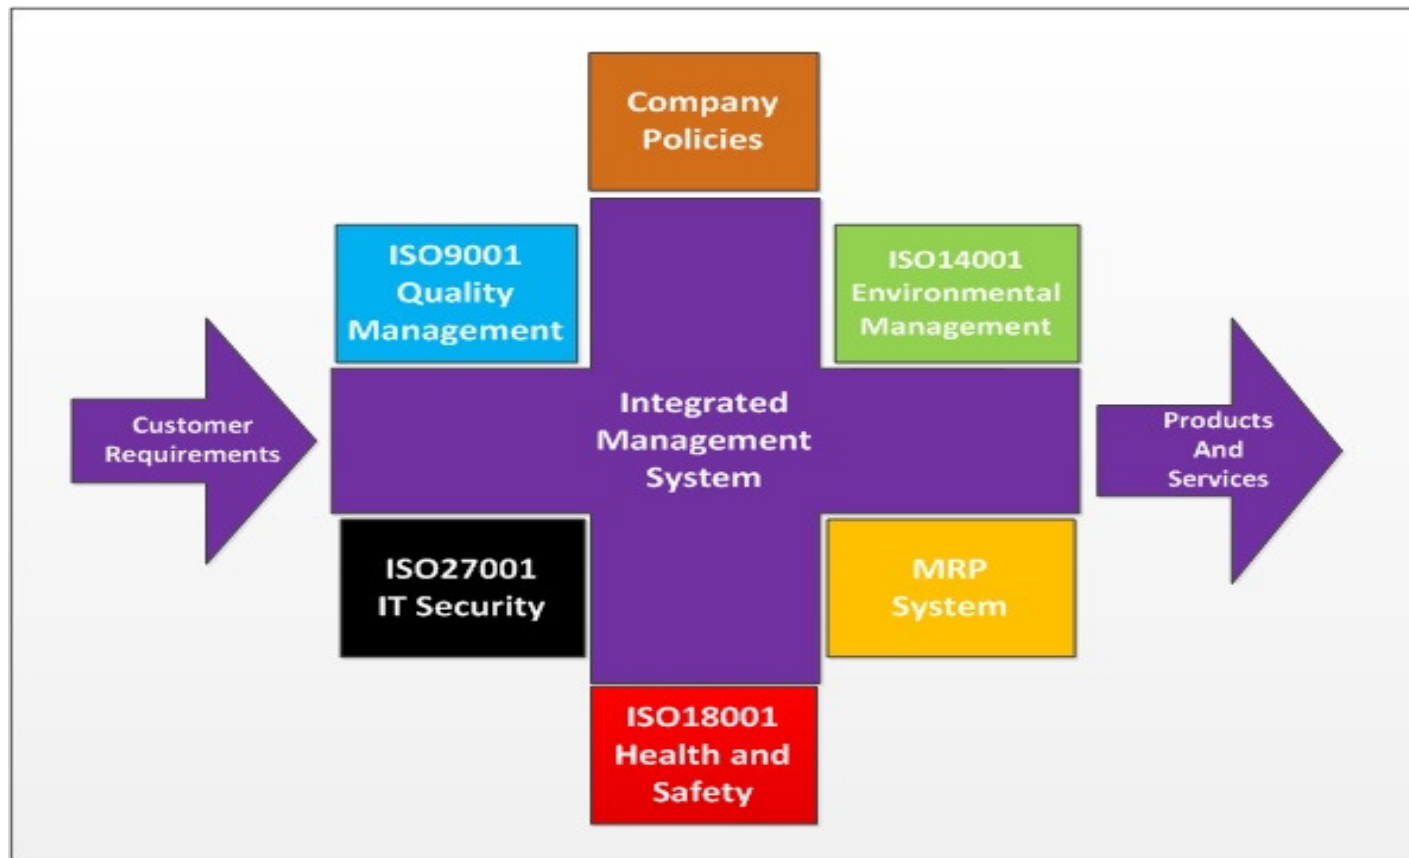 Company
Policies
ISO9001
Quality
Management
ISO14001
Environmental
Management
Customer
Requirements
Integrated
Management
System
Products
And
Services
ISO27001
IT Security
MRP
System
ISO18001
Health and
Safety